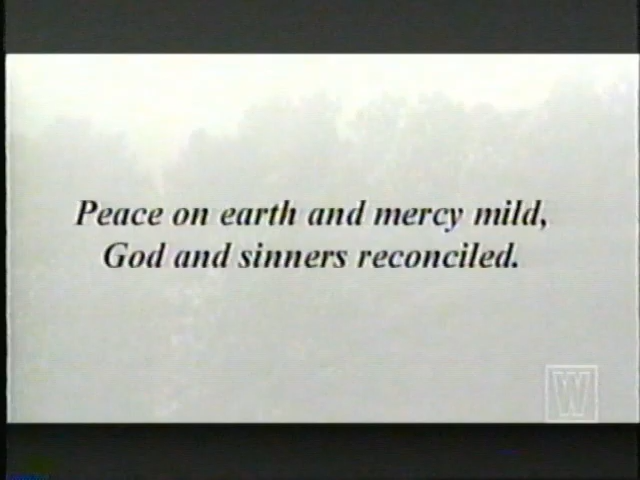 Peace on earth and mercy mild,
God and sinners reconciled.
W